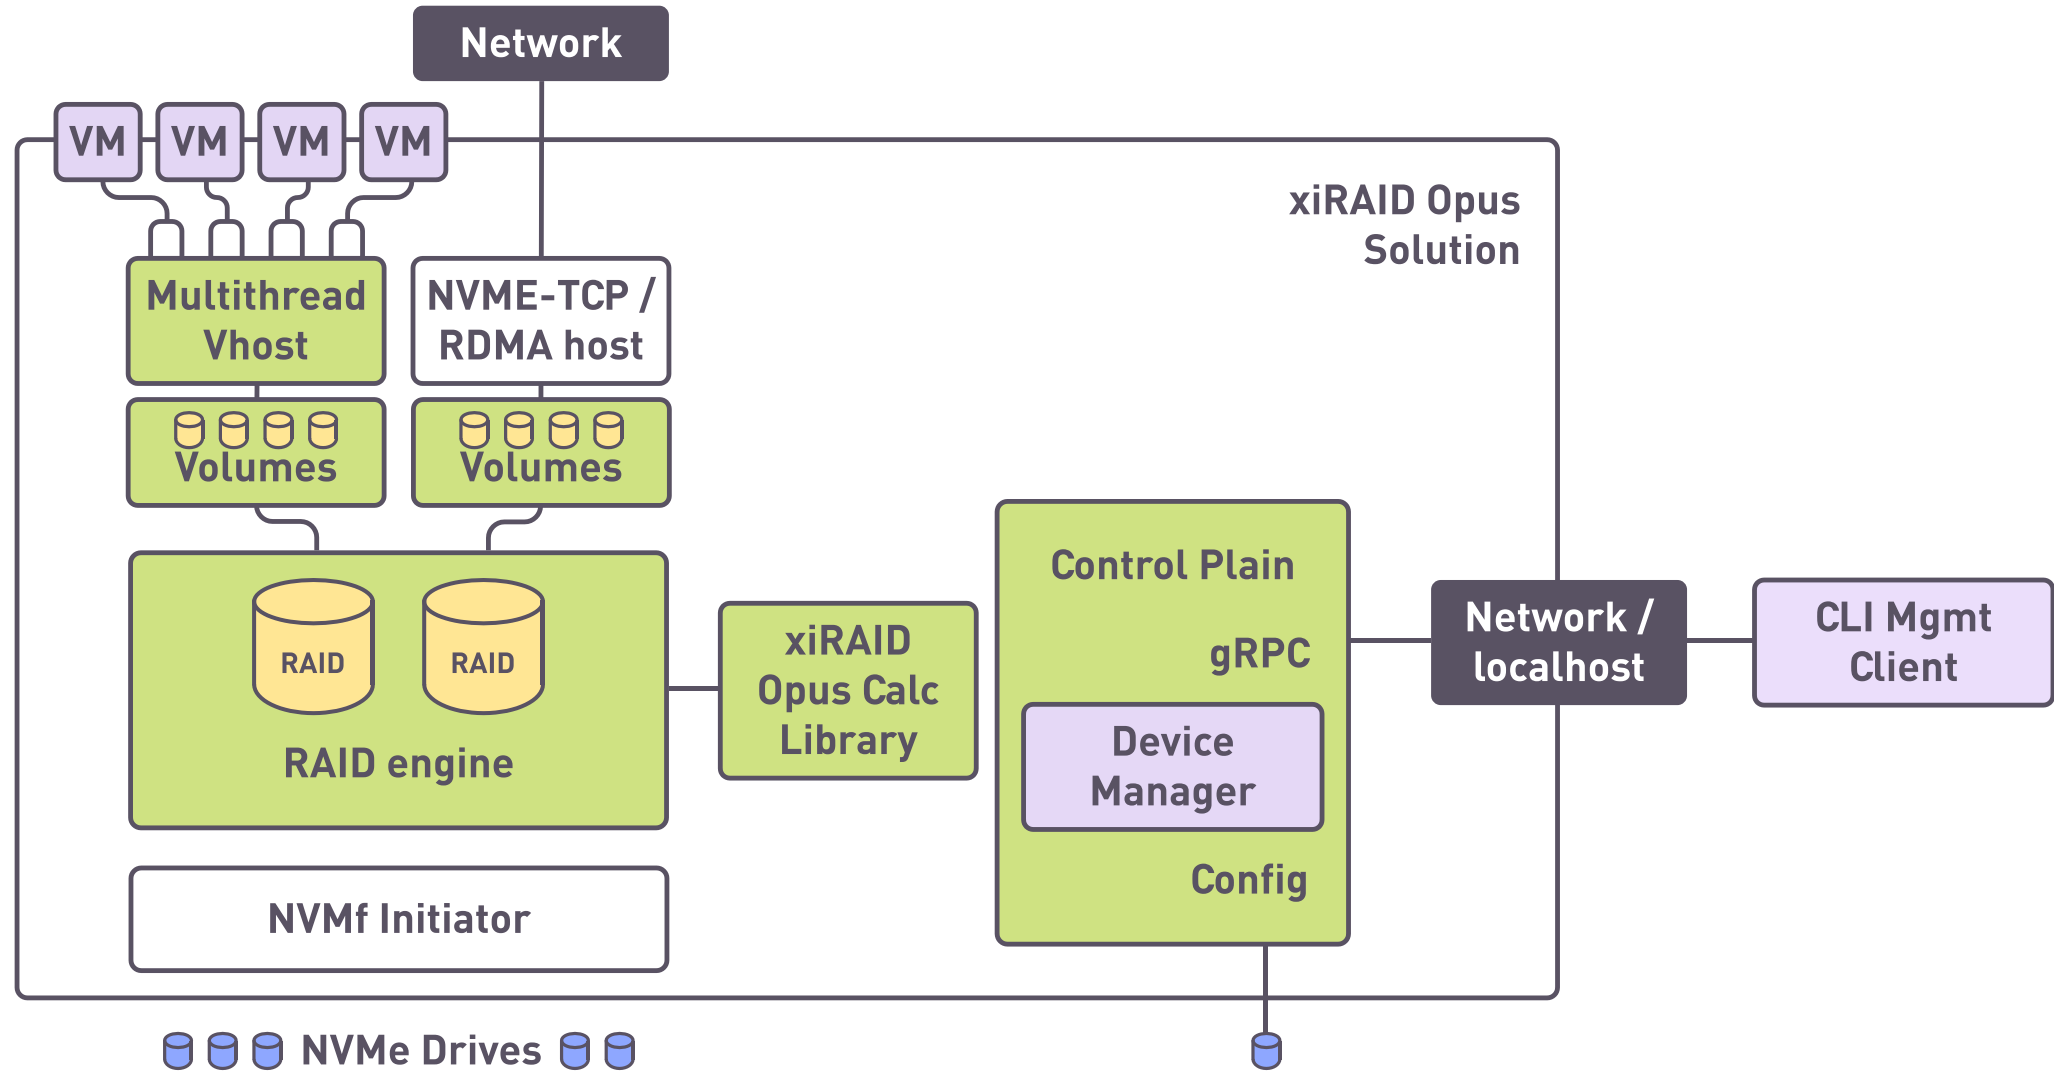 Network
VM VM VM VM
xiRAID Opus
Solution
Multithread
Vhost
NVME-TCP /
RDMA host
Volumes
Volumes
RAID
RAID
RAID engine
xiRAID
Opus Calc
Library
Control Plain
gRPC
Device
Manager
Config
Network /
localhost
CLI Mgmt
Client
NVMf Initiator
NVMe Drives